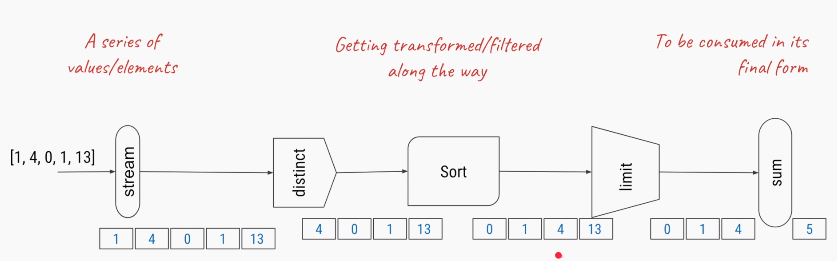 A series of
values/elements
Getting transformed/filtered
along the way
To be consumed in its
final form
[1, 4, 0, 1, 13]
stream
distinct
Sort
limit
sum
1 4 0 1 13
4 0 1 13
0 1 4 13
0 1 4
5